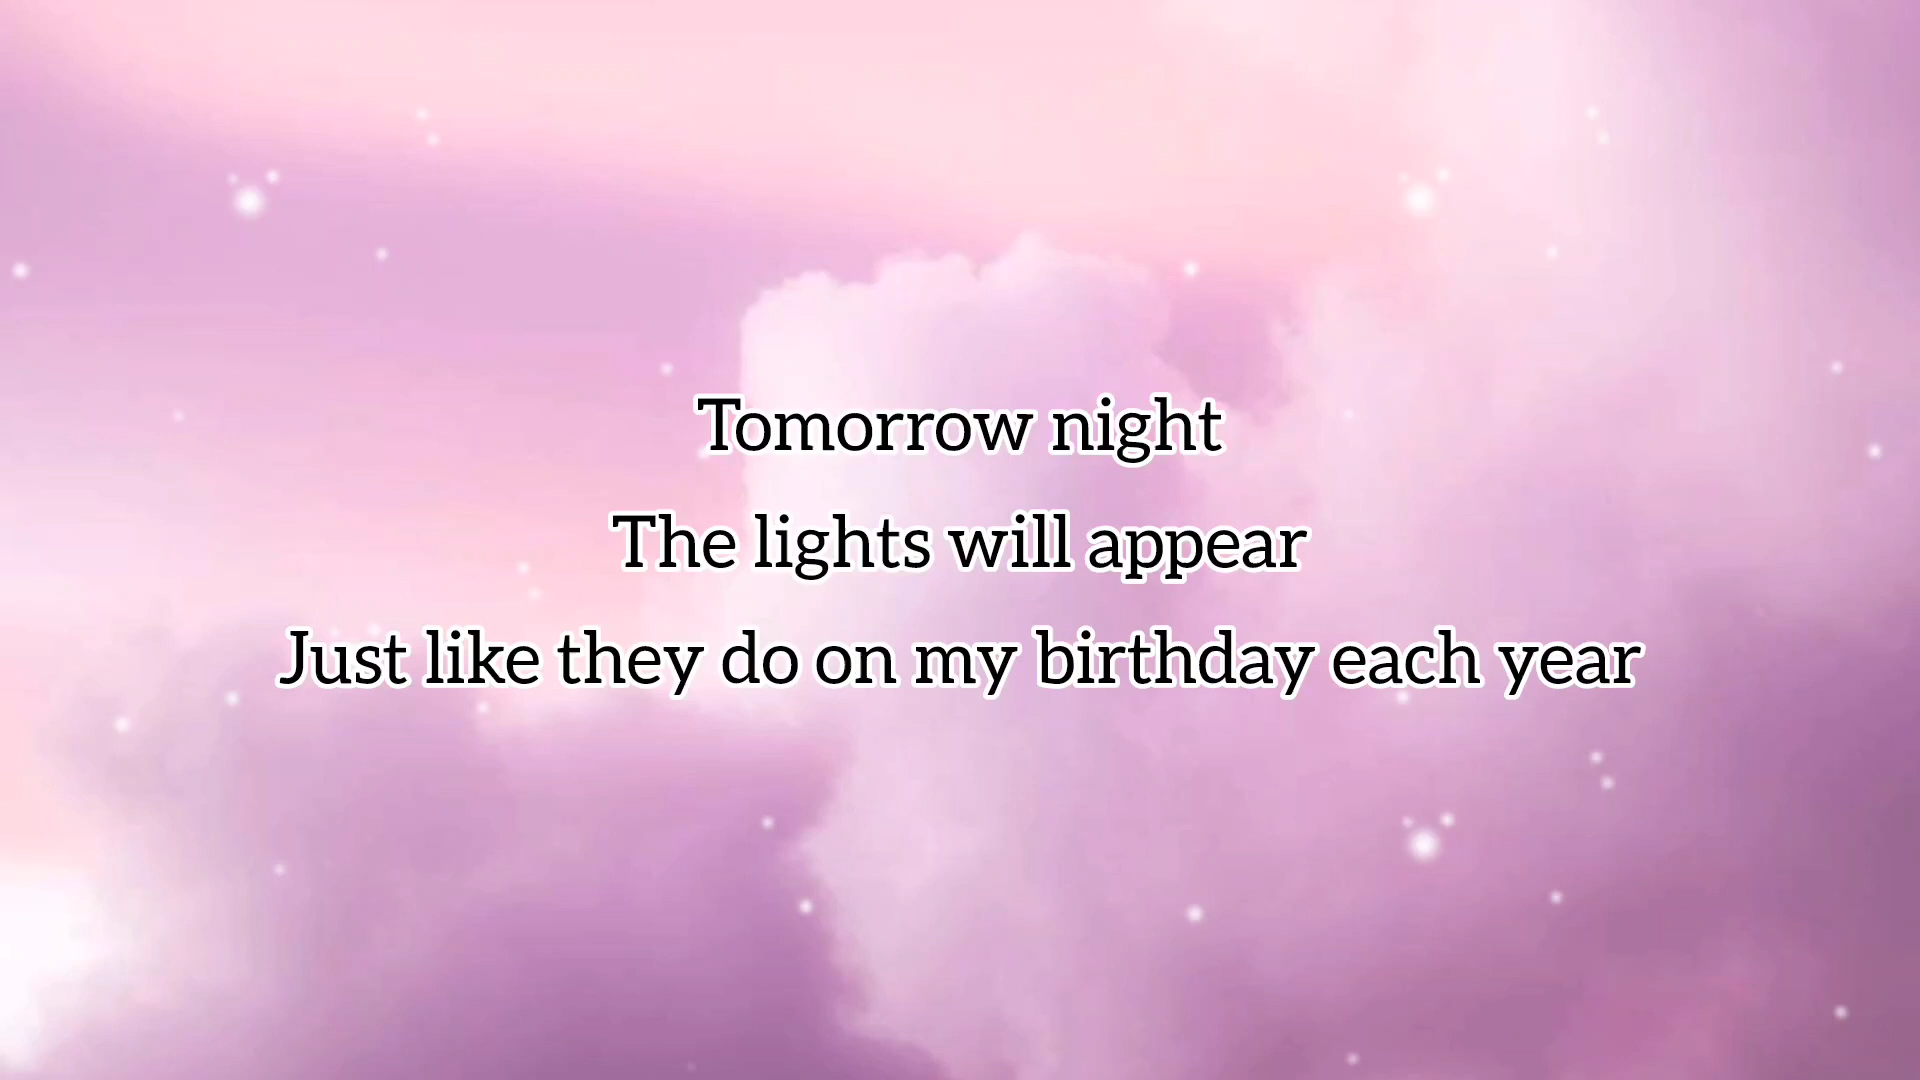 Tomorrow night
The lights will appear
Just like they do on my birthday each year